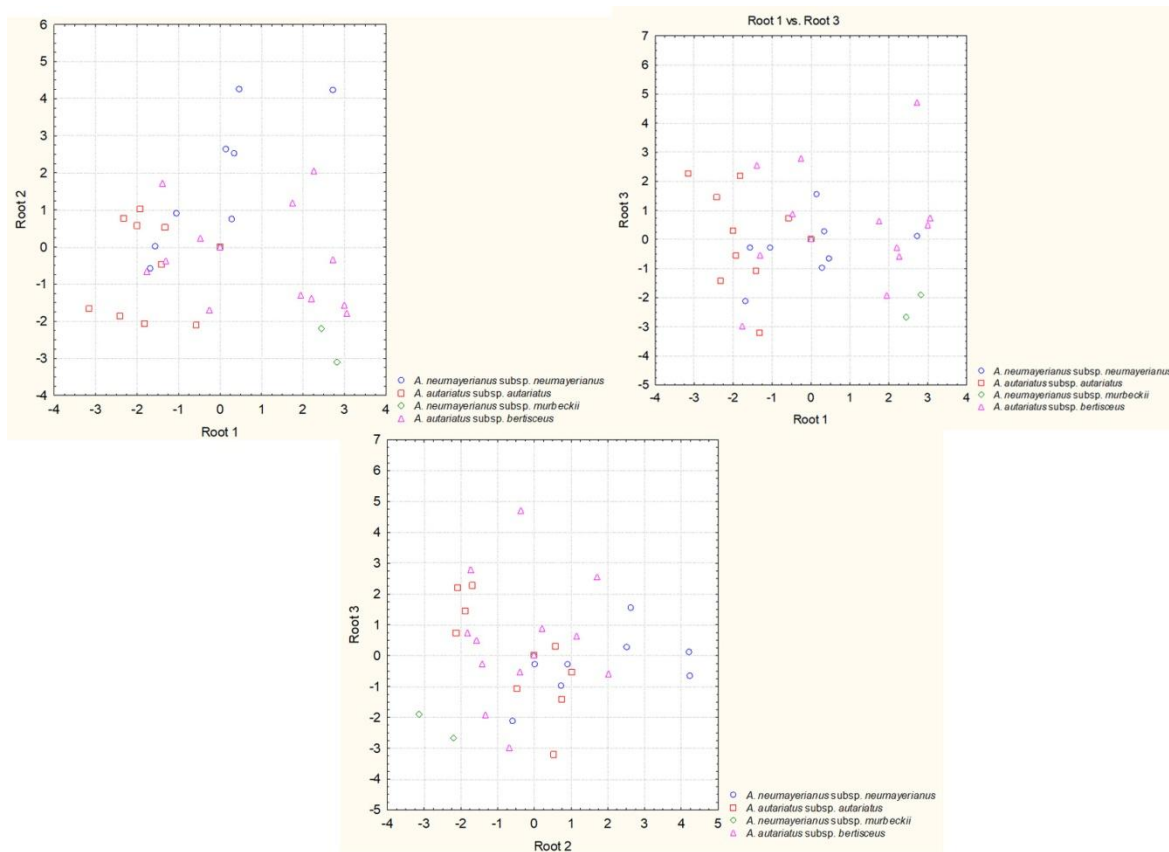 6
5
4
3
2
1
0
-1
-2
-3
-4
Root 2
-4 -3 -2 -1 0 1 2 3 4
Root 1
A. neumayerianus subsp. neumayerianus
A. autariatus subsp. autariatus
A. neumayerianus subsp. murbeckii
A. autariatus subsp. bertisceus
Root 1 vs. Root 3
7
6
5
4
3
2
1
0
-1
-2
-3
-4
-5
Root 3
-4 -3 -2 -1 0 1 2 3 4
Root 1
A. neumayerianus subsp. neumayerianus
A. autariatus subsp. autariatus
A. neumayerianus subsp. murbeckii
A. autariatus subsp. bertisceus
7
6
5
4
3
2
1
0
-1
-2
-3
-4
-5
Root 3
-4 -3 -2 -1 0 1 2 3 4 5
Root 2
A. neumayerianus subsp. neumayerianus
A. autariatus subsp. autariatus
A. neumayerianus subsp. murbeckii
A. autariatus subsp. bertisceus